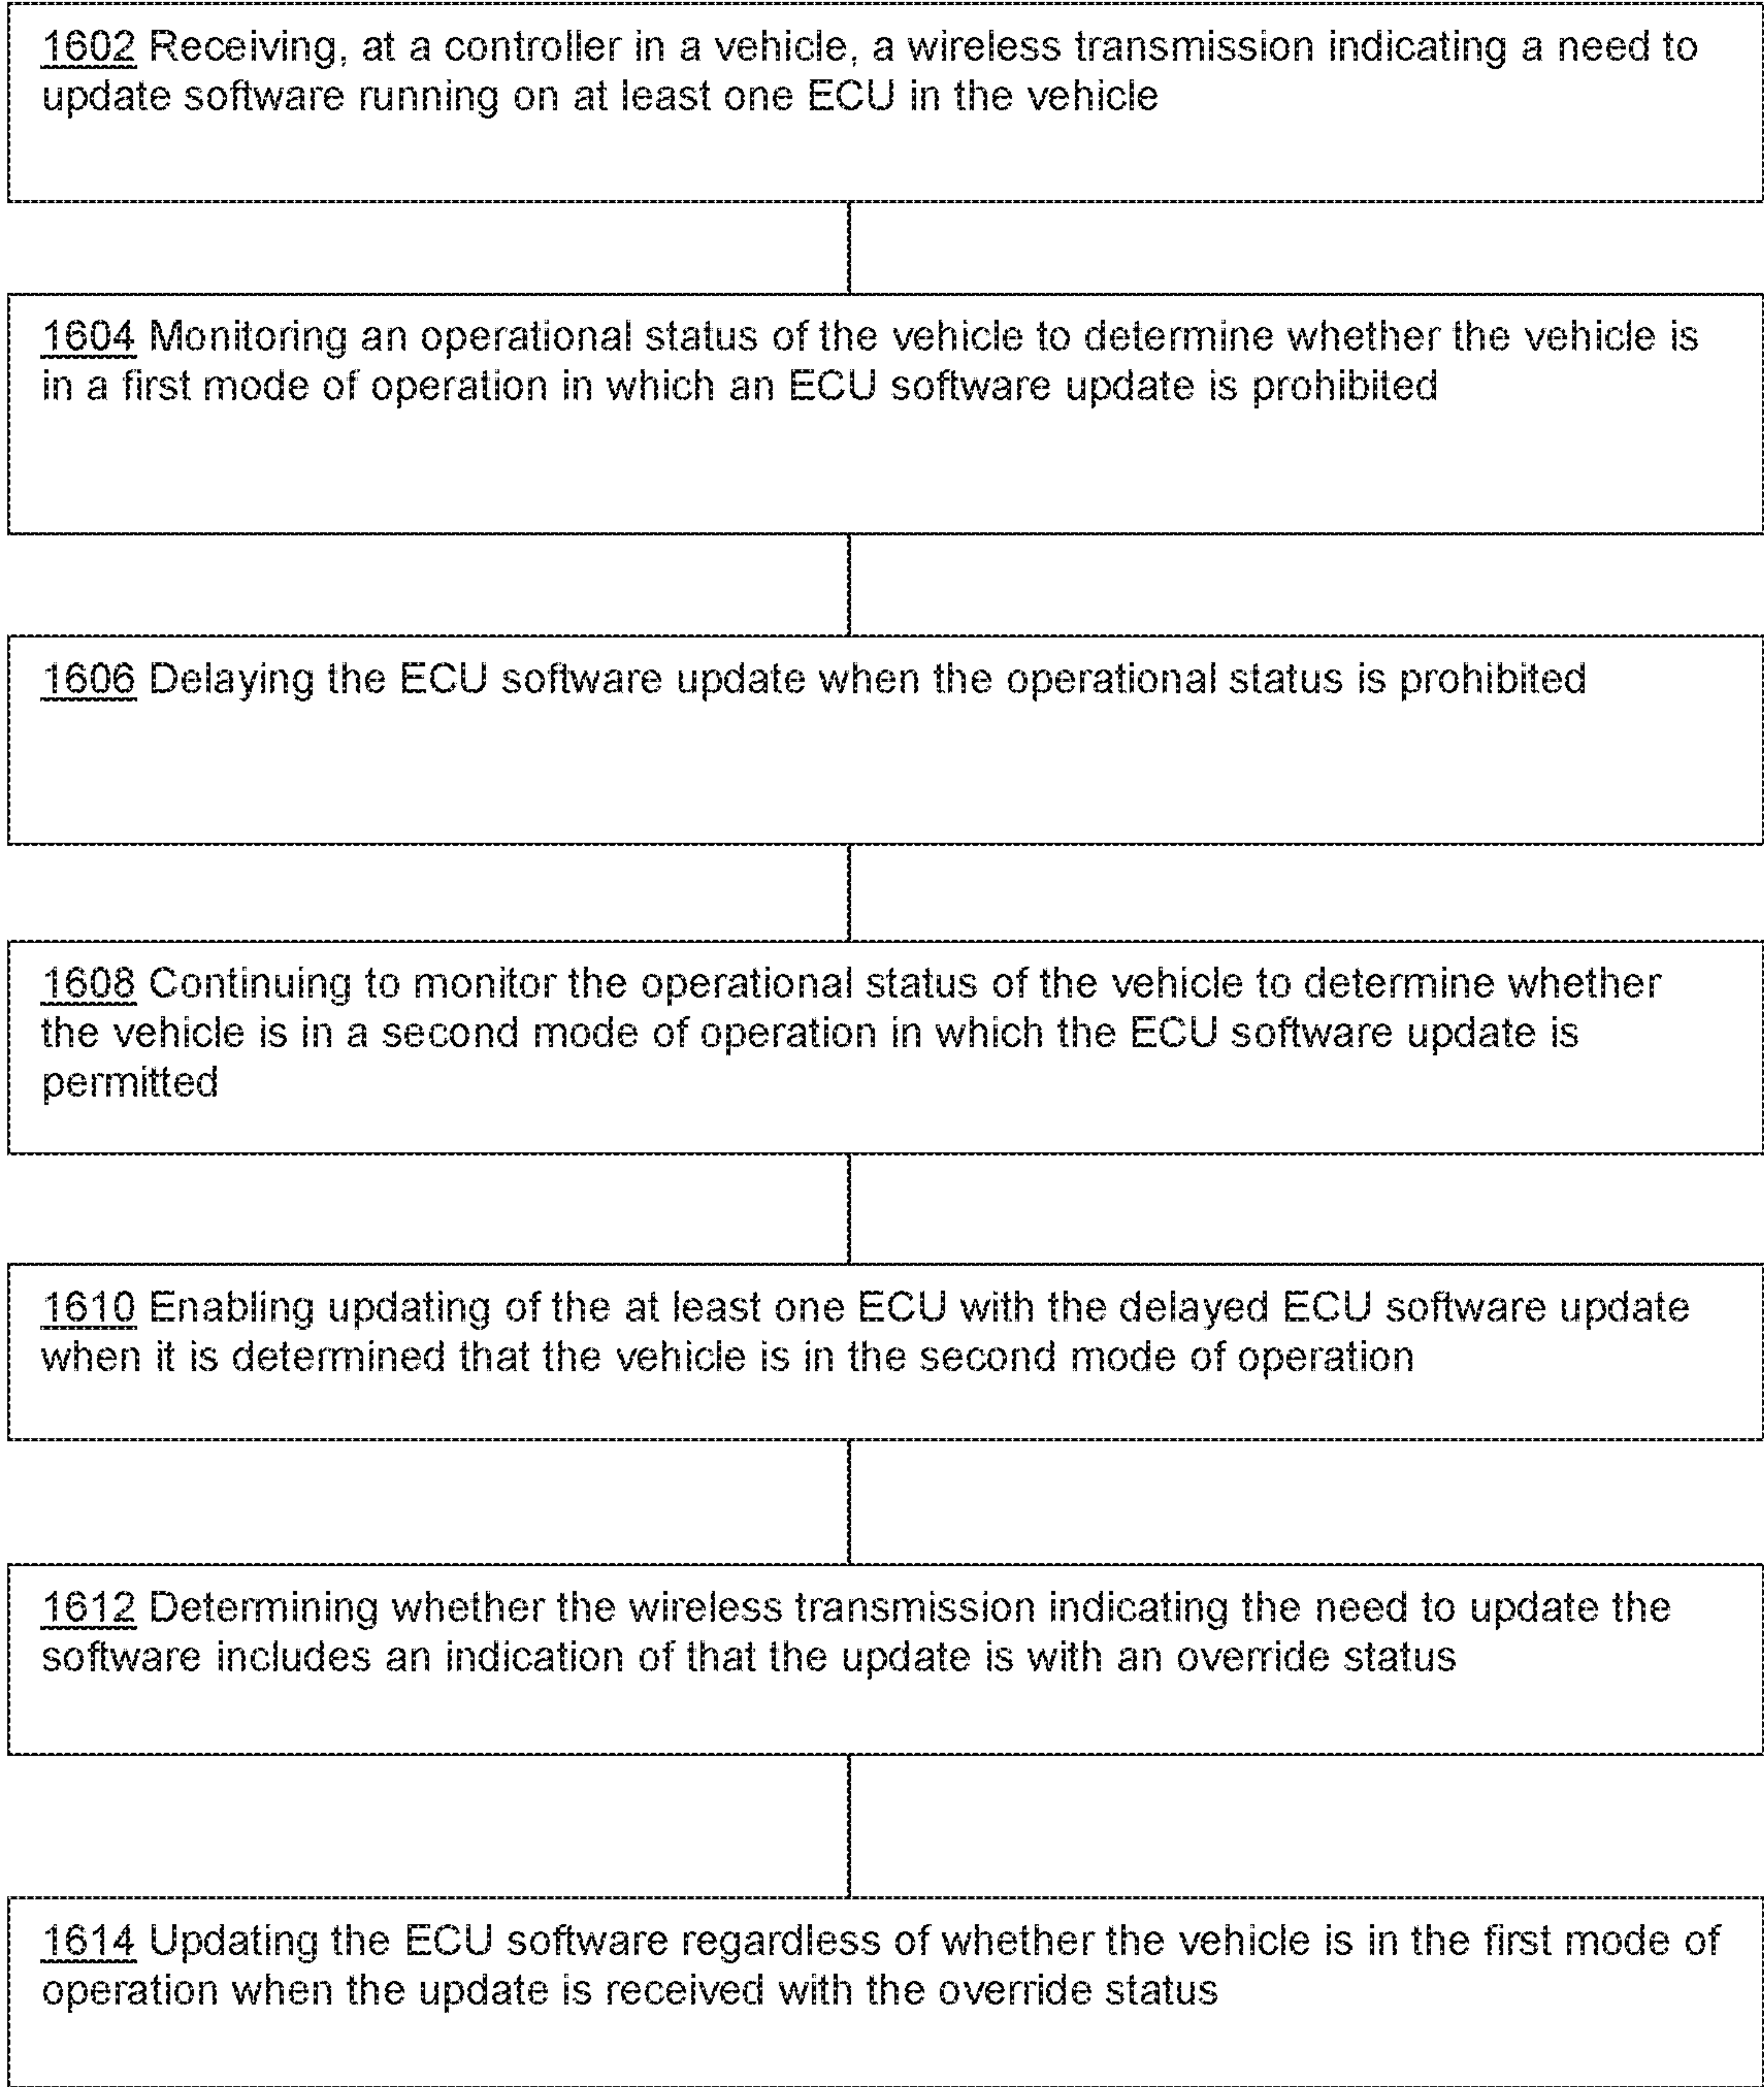 1602 Receiving, at a controller in a vehicle, a wireless transmission indicating a need to
update software running on at least one ECU in the vehicle
1604 Monitoring an operational status of the vehicle to determine whether the vehicle is
in a first mode of operation in which an ECU software update is prohibited
1606 Delaying the ECU software update when the operational status is prohibited
1608 Continuing to monitor the operational status of the vehicle to determine whether
the vehicle is in a second mode of operation in which the ECU software update is
permitted
1610 Enabling updating of the at least one ECU with the delayed ECU software update
when it is determined that the vehicle is in the second mode of operation
1612 Determining whether the wireless transmission indicating the need to update the
software includes an indication of that the update is with an override status
1614 Updating the ECU software regardless of whether the vehicle is in the first mode of
operation when the update is received with the override status